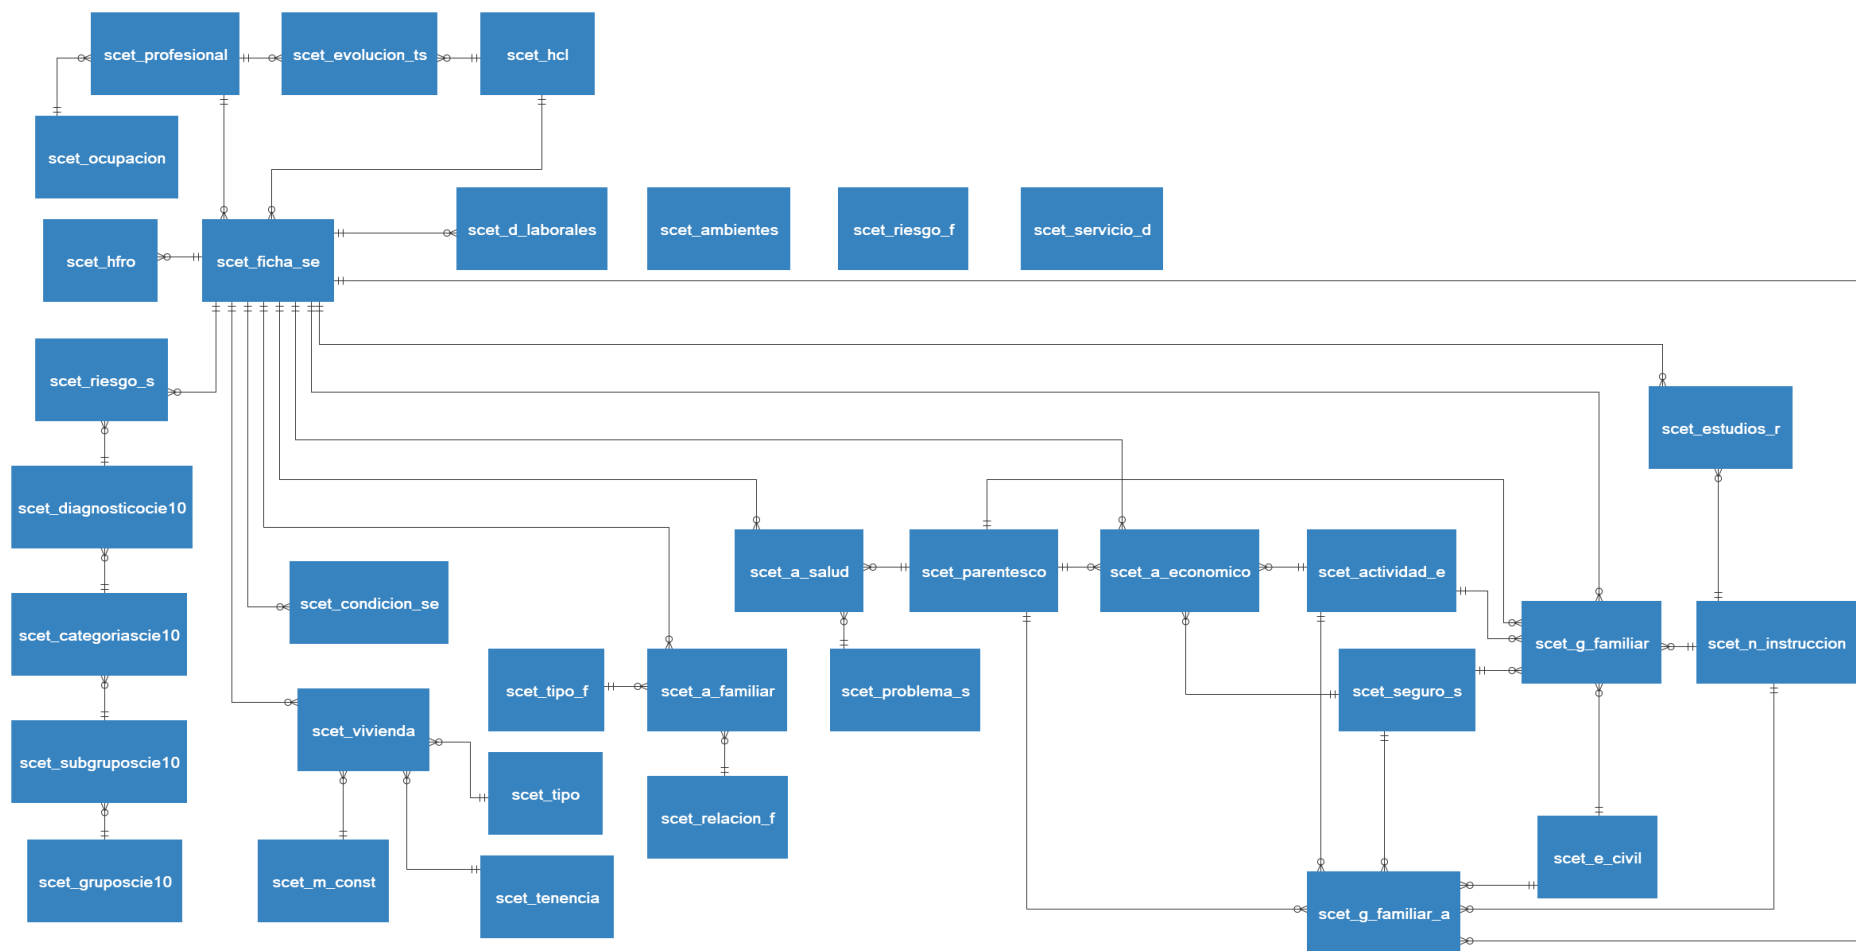 scet_profesional
scet_evolucion_ts
scet_hcl
scet_ocupacion
scet_d_laborales
scet_ambientes
scet_riesgo_f
scet_servicio_d
scet_hfro
scet_ficha_se
scet_riesgo_s
scet_estudios_r
scet_diagnosticocie10
scet_a_salud
scet_parentesco
scet_a_economico
scet_actividad_e
scet_condicion_se
scet_categoriascie10
scet_g_familiar
scet_n_instruccion
scet_tipo_f
scet_a_familiar
scet_problema_s
scet_seguro_s
scet_vivienda
scet_subgruposcie10
scet_tipo
scet_relacion_f
scet_e_civil
scet_gruposcie10
scet_m_const
scet_tenencia
scet_g_familiar_a